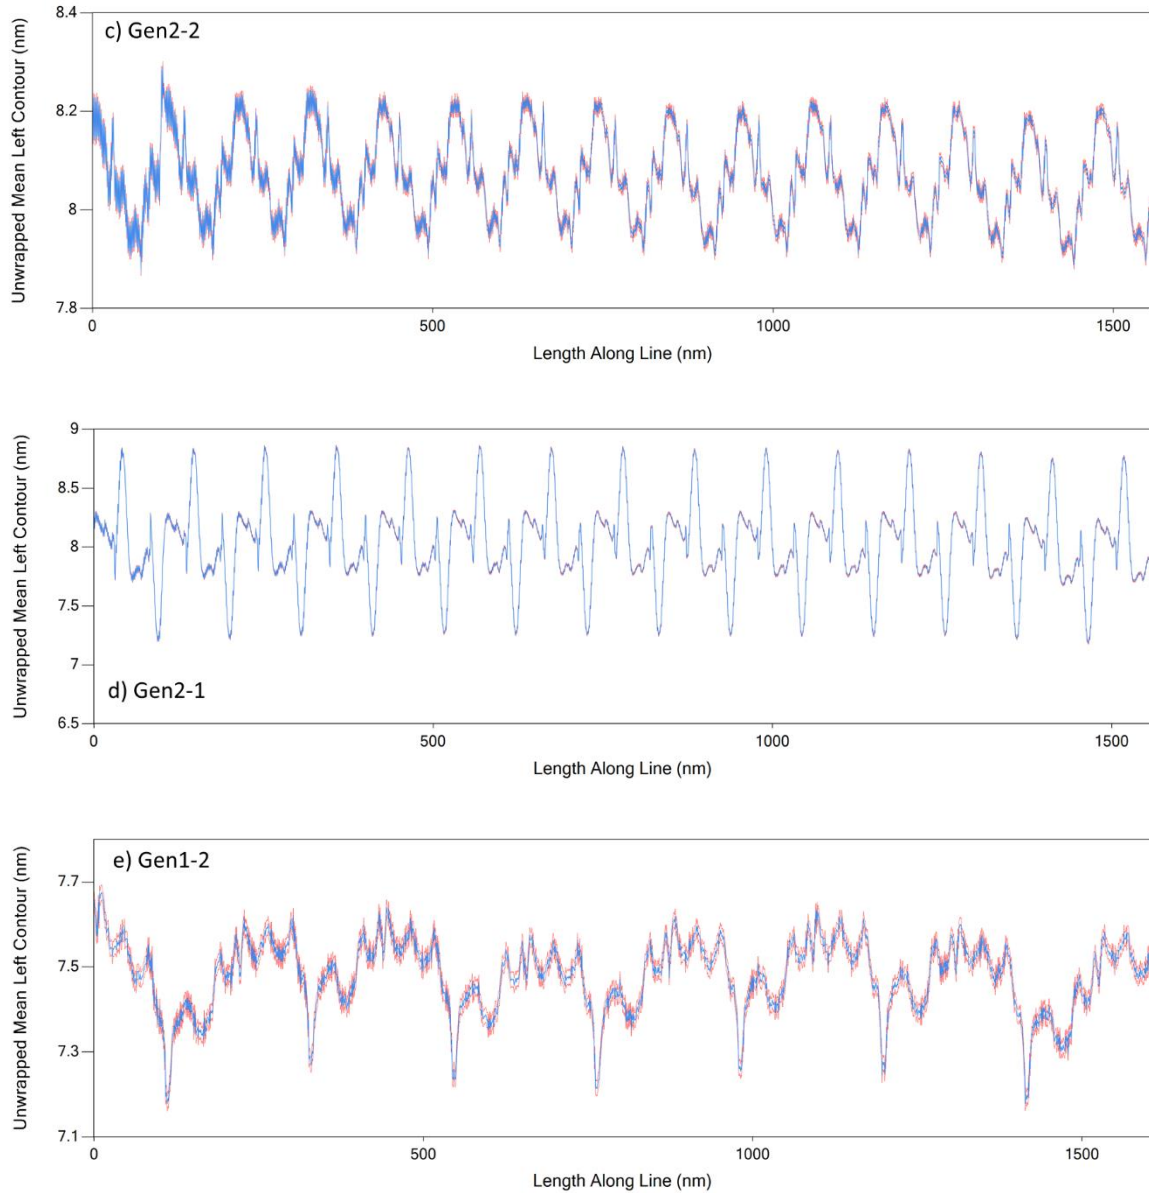 8.4
c) Gen2-2
8.2
8
7.8
Unwrapped Mean Left Contour (nm)
0 500 1000 1500
Length Along Line (nm)
9
8.5
8
7.5
7
6.5
Unwrapped Mean Left Contour (nm)
d) Gen2-1
0 500 1000 1500
Length Along Line (nm)
e) Gen1-2
7.7
7.5
7.3
7.1
Unwrapped Mean Left Contour (nm)
0 500 1000 1500
Length Along Line (nm)